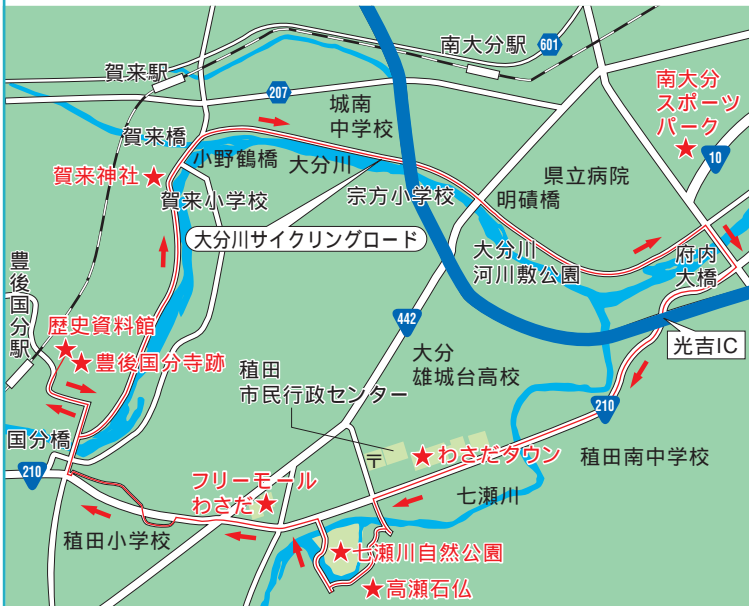 南大分駅
601
賀来駅
207
城南
中学校
南大分
スポーツ
パーク
10
賀来橋
小野鶴橋
大分川
賀来神社
賀来小学校
宗方小学校
県立病院
明磧橋
大分川サイクリングロード
大分川
河川敷公園
府内
大橋
豊後国分駅
歴史資料館
豊後国分寺跡
442
光吉IC
大分
雄城台高校
稙田
市民行政センター
210
国分橋
210
〒
わさだタウン
稙田南中学校
フリーモール
わさだ
七瀬川
稙田小学校
七瀬川自然公園
高瀬石仏